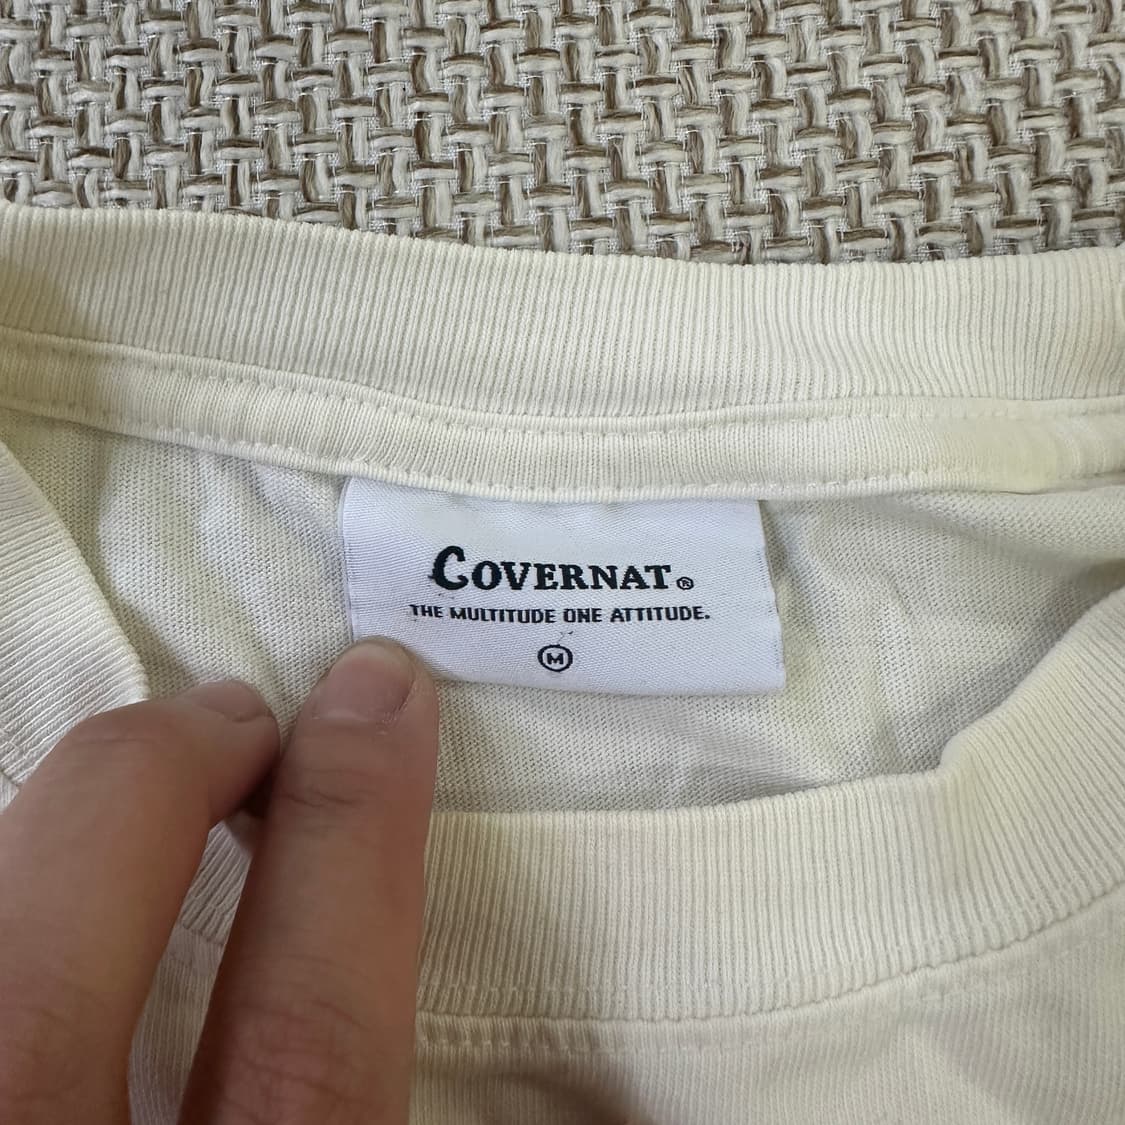 COVERNAT®
THE MULTITUDE ONE ATTITUDE.
M